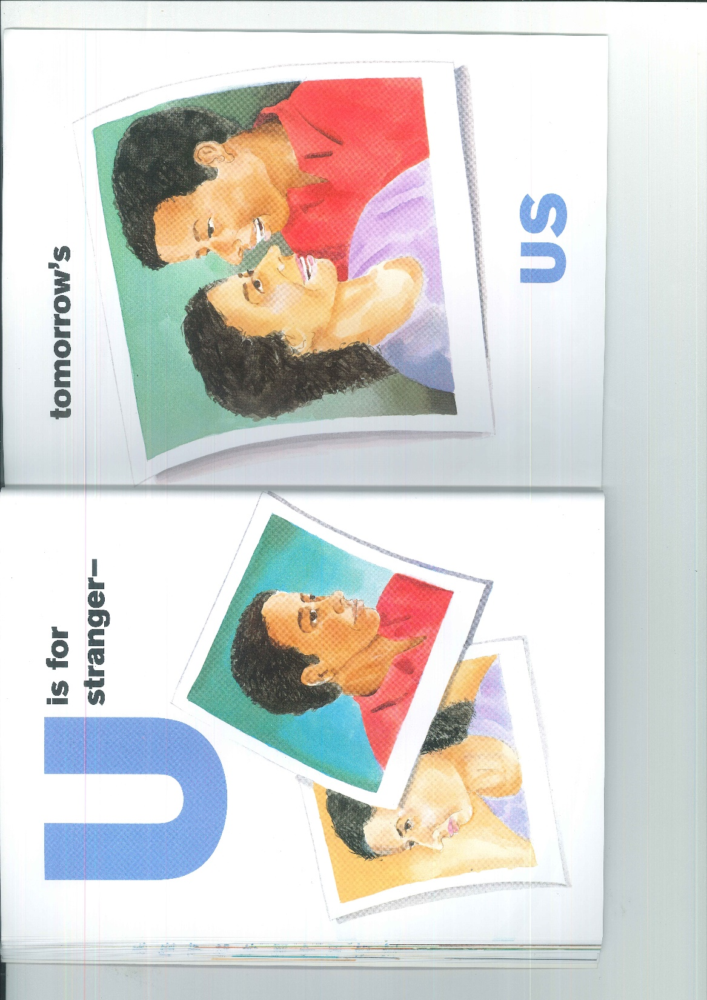 U is for
stranger–
tomorrow's
us